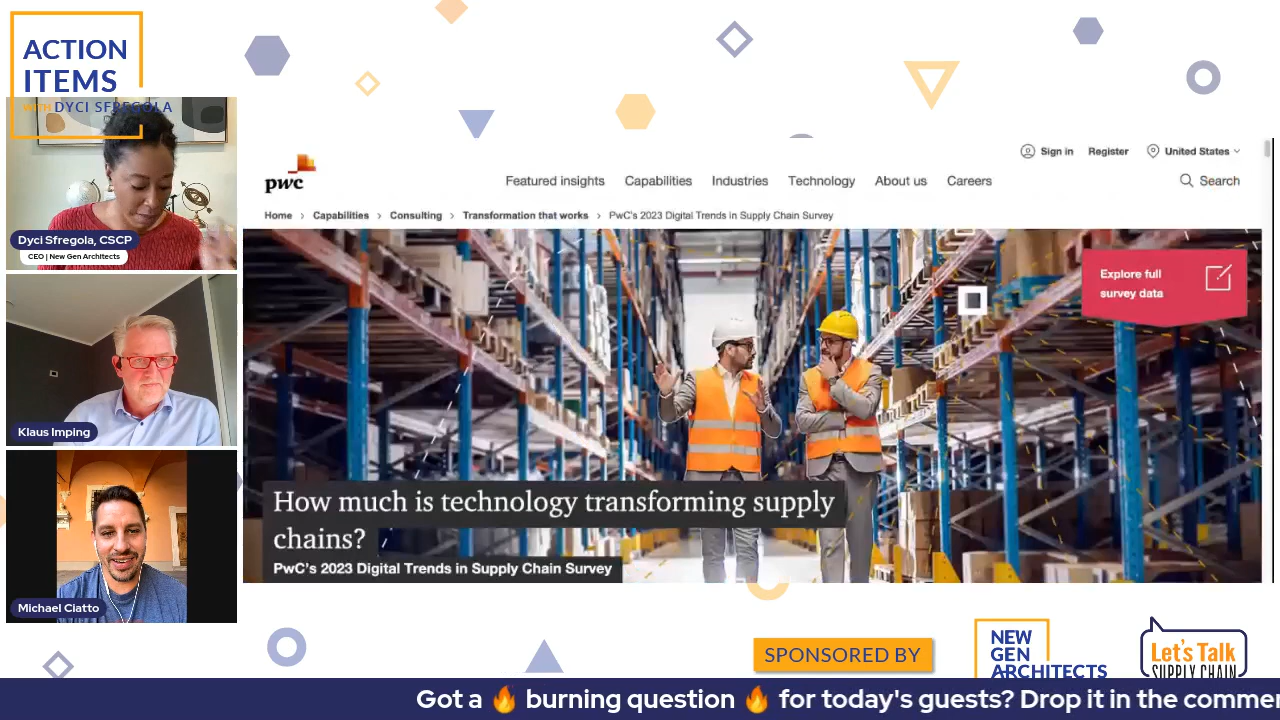 ACTION
ITEMS
WITH DYCI SFREGOLA
Dyci Sfregola, CSCP
CEO | New Gen Architects
Klaus Imping
Michael Ciatto
pwc
Sign in
Register
United States
Featured insights
Capabilities
Industries
Technology
About us
Careers
Search
Home > Capabilities > Consulting > Transformation that works > PwC's 2023 Digital Trends in Supply Chain Survey
Explore full
survey data
How much is technology transforming supply
chains?
PwC's 2023 Digital Trends in Supply Chain Survey
SPONSORED BY
NEW
GEN
ARCHITECTS
Let's Talk
SUPPLY CHAIN
Got a 🔥 burning question 🔥 for today's guests? Drop it in the comme